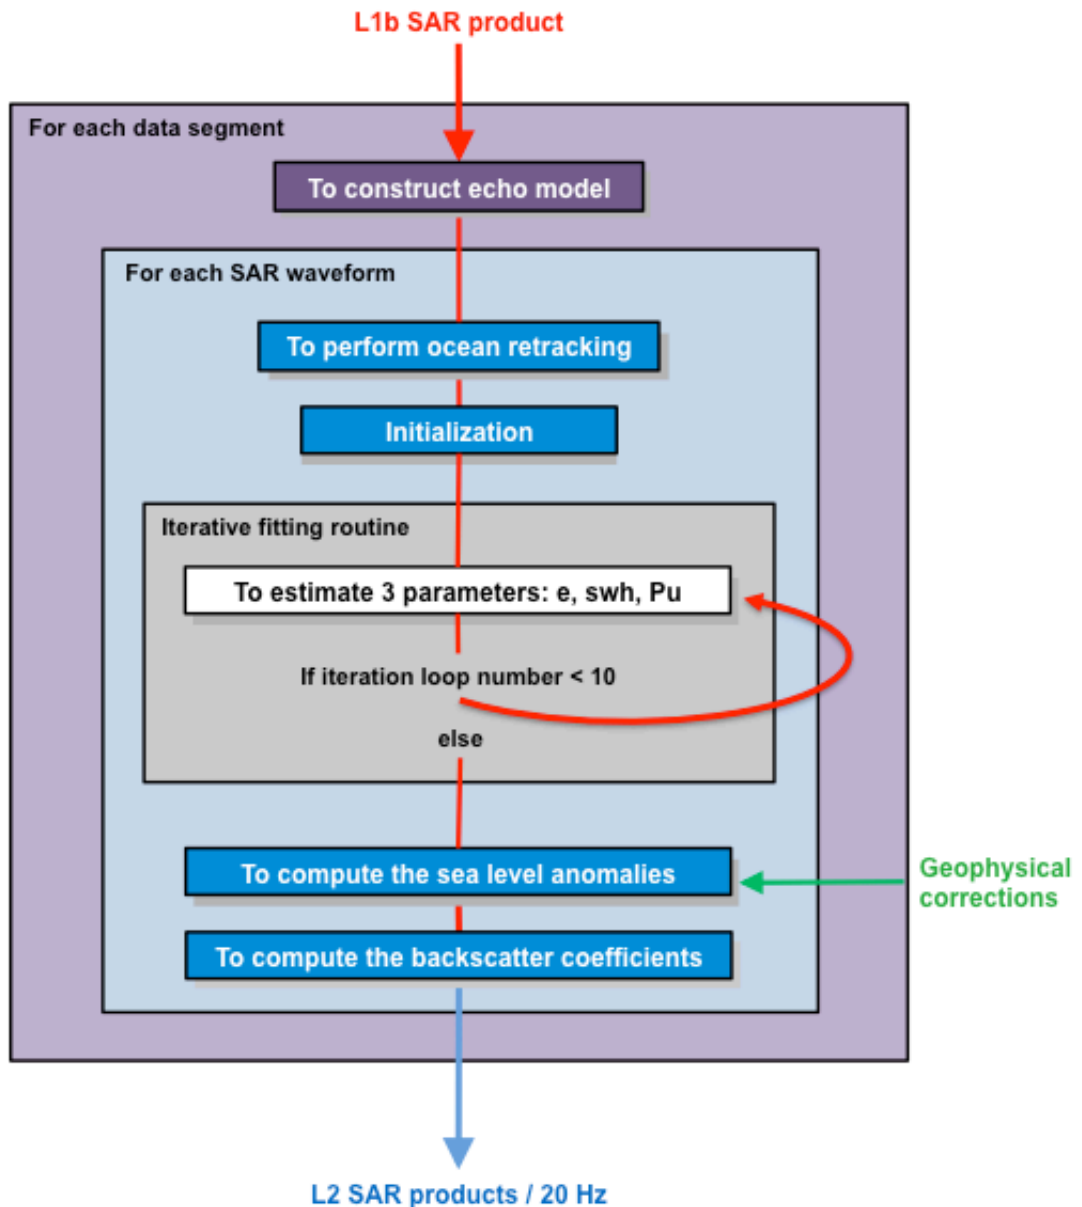 L1b SAR product
For each data segment
To construct echo model
For each SAR waveform
To perform ocean retracking
Initialization
Iterative fitting routine
To estimate 3 parameters: e, swh, Pu
If iteration loop number < 10
else
To compute the sea level anomalies
Geophysical
corrections
To compute the backscatter coefficients
L2 SAR products / 20 Hz